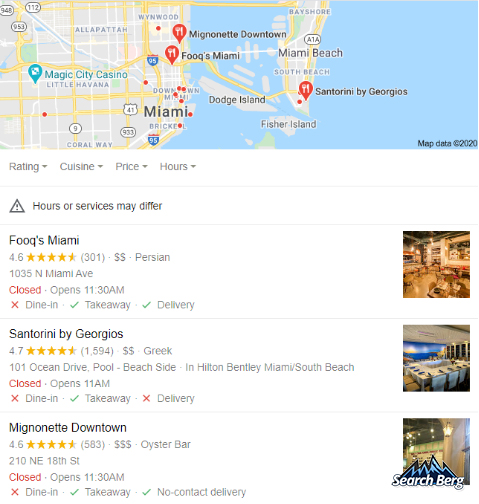 WYNWOOD
BAYSHORE
112
948
953
A1A
ALLAPATTAH
Mignonette Downtown
Fooq's Miami
Miami Beach
Magic City Casino
LITTLE HAVANA
SOUTH BEACH
DOWNTOWN
MIAMI
Santorini by Georgios
Dodge Island
41
Miami
9
933
BRICKELL
Fisher Island
CORAL WAY
95
Map data ©2020
Rating Cuisine Price Hours
Hours or services may differ
Fooq's Miami
4.6 (301) · $$ · Persian
1035 N Miami Ave
Closed · Opens 11:30AM
Dine-in · Takeaway · Delivery
Santorini by Georgios
4.7 (1,594) · $$ · Greek
101 Ocean Drive, Pool - Beach Side · In Hilton Bentley Miami/South Beach
Closed · Opens 11AM
Dine-in · Takeaway · Delivery
Mignonette Downtown
4.6 (583) · $$$ · Oyster Bar
210 NE 18th St
Closed · Opens 11:30AM
Dine-in · Takeaway · No-contact delivery
Search Berg